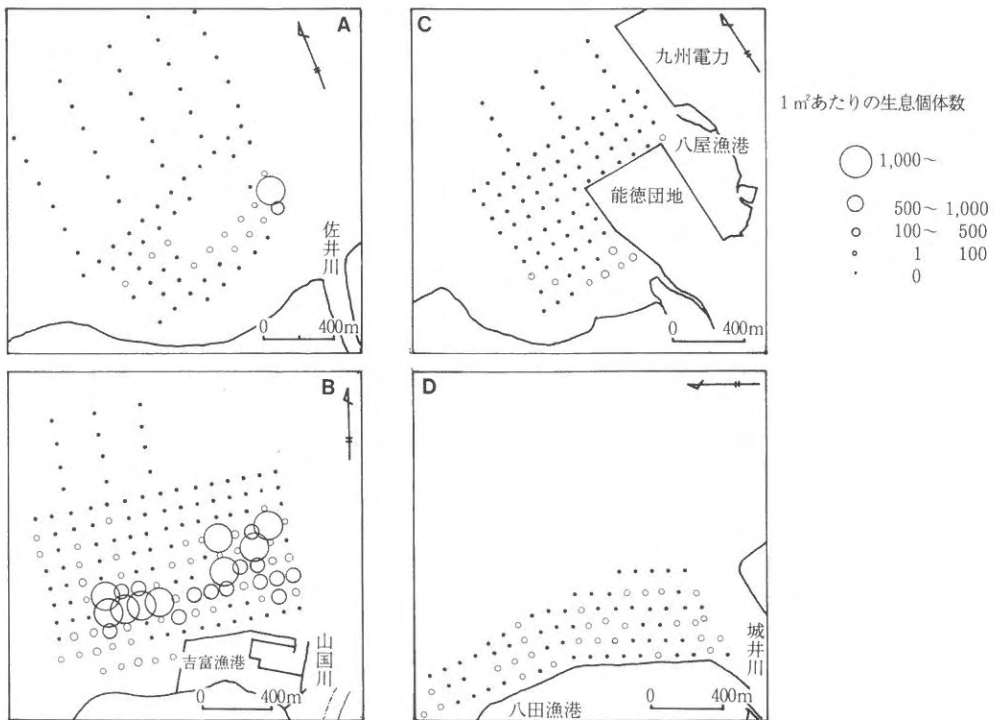 A
佐井川
0 400m
C
九州電力
八屋漁港
能徳団地
0 400m
1㎡あたりの生息個体数
1,000~
500~1,000
100~500
1 100
0
B
吉富漁港
山国川
0 400m
D
城井川
八田漁港
0 400m